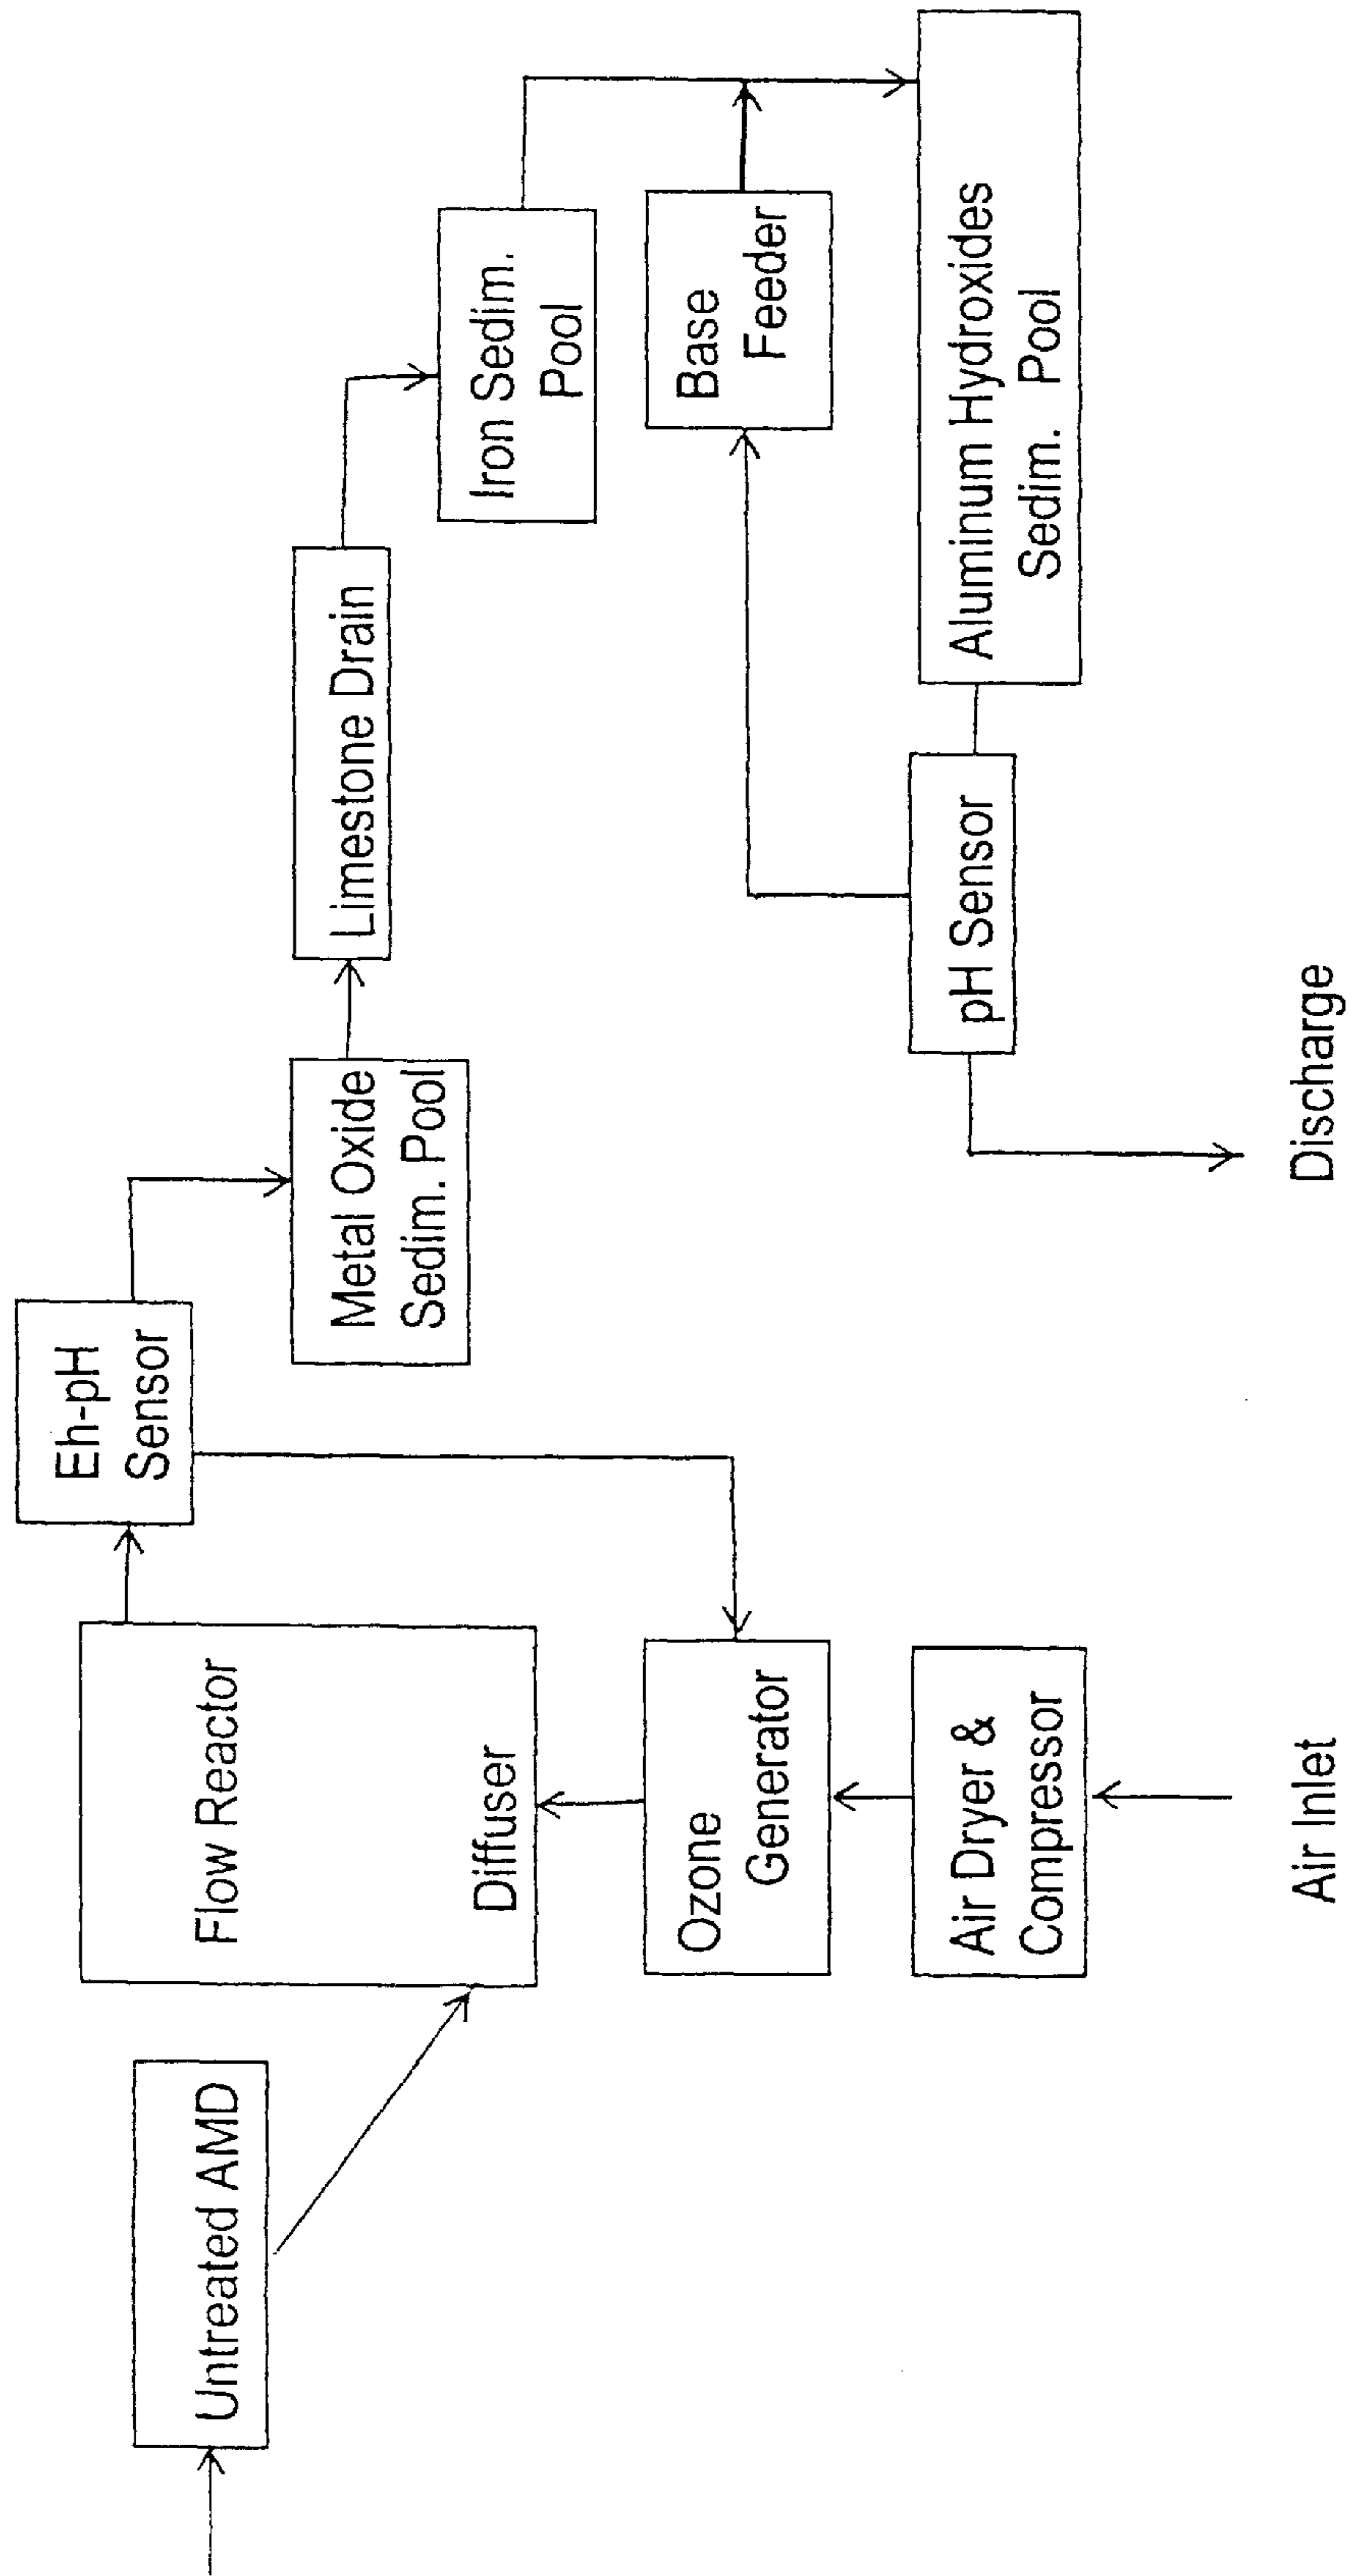 Untreated AMD
Flow Reactor
Diffuser
Ozone
Generator
Air Dryer &
Compressor
Air Inlet
Eh-pH
Sensor
Metal Oxide
Sedim. Pool
Limestone Drain
Iron Sedim.
Pool
Base
Feeder
Aluminum Hydroxides
Sedim. Pool
pH Sensor
Discharge